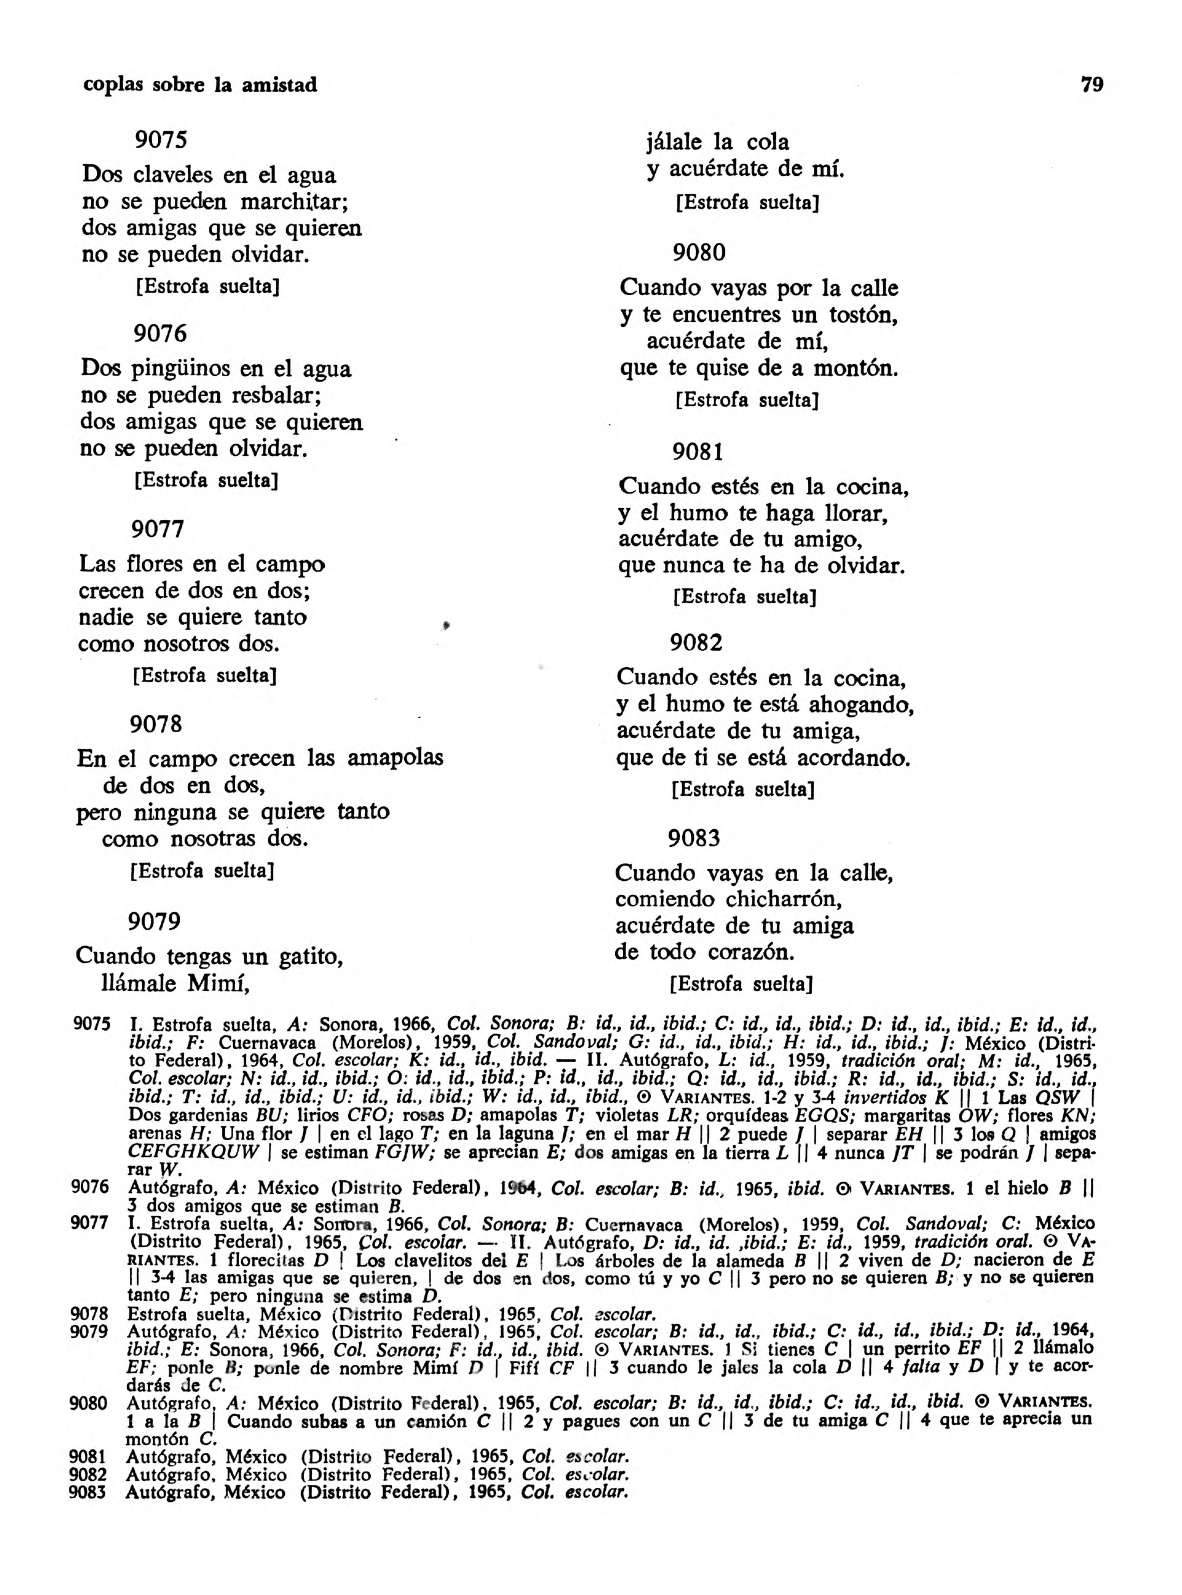 coplas sobre la amistad 79
9075
Dos claveles en el agua
no se pueden marchitar;
dos amigas que se quieren
no se pueden olvidar.
[Estrofa suelta]
9076
Dos pingüinos en el agua
no se pueden resbalar;
dos amigas que se quieren
no se pueden olvidar.
[Estrofa suelta]
9077
Las flores en el campo
crecen de dos en dos;
nadie se quiere tanto
como nosotros dos.
[Estrofa suelta]
9078
En el campo crecen las amapolas
de dos en dos,
pero ninguna se quiere tanto
como nosotras dos.
[Estrofa suelta]
9079
Cuando tengas un gatito,
llámale Mimí,
jálale la cola
y acuérdate de mí.
[Estrofa suelta]
9080
Cuando vayas por la calle
y te encuentres un tostón,
acuérdate de mí,
que te quise de a montón.
[Estrofa suelta]
9081
Cuando estés en la cocina,
y el humo te haga llorar,
acuérdate de tu amigo,
que nunca te ha de olvidar.
[Estrofa suelta]
9082
Cuando estés en la cocina,
y el humo te está ahogando,
acuérdate de tu amiga,
que de ti se está acordando.
[Estrofa suelta]
9083
Cuando vayas en la calle,
comiendo chicharrón,
acuérdate de tu amiga
de todo corazón.
[Estrofa suelta]
9075 I. Estrofa suelta, A: Sonora, 1966, Col. Sonora; B: id., id., ibid.; C: id., id., ibid.; D: id., id., ibid.; E: id., id.,
ibid.; F: Cuernavaca (Morelos), 1959, Col. Sandoval; G: id., id., ibid.; H: id., id., ibid.; J: México (Distri-
to Federal), 1964, Col. escolar; K: id., id., ibid. — II. Autógrafo, L: id., 1959, tradición oral; M: id., 1965,
Col. escolar; N: id., id., ibid.; O: id., id., ibid.; P: id., id., ibid.; Q: id., id., ibid.; R: id., id., ibid.; S: id., id.,
ibid.; T: id., id., ibid.; U: id., id., ibid.; W: id., id., ibid., ⊙ VARIANTES. 1-2 y 3-4 invertidos K || 1 Las QSW |
Dos gardenias BU; lirios CFO; rosas D; amapolas T; violetas LR; orquídeas EGQS; margaritas OW; flores KN;
arenas H; Una flor J | en el lago T; en la laguna J; en el mar H || 2 puede J | separar EH || 3 los Q | amigos
CEFGHKQUW | se estiman FGJW; se aprecian E; dos amigas en la tierra L || 4 nunca JT | se podrán J | sepa-
rar W.
9076 Autógrafo, A: México (Distrito Federal), 1964, Col. escolar; B: id., 1965, ibid. ⊙ VARIANTES. 1 el hielo B ||
3 dos amigos que se estiman B.
9077 I. Estrofa suelta, A: Sonora, 1966, Col. Sonora; B: Cuernavaca (Morelos), 1959, Col. Sandoval; C: México
(Distrito Federal), 1965, Col. escolar. — II. Autógrafo, D: id., id. ,ibid.; E: id., 1959, tradición oral. ⊙ VA-
RIANTES. 1 florecitas D | Los clavelitos del E | Los árboles de la alameda B || 2 viven de D; nacieron de E
|| 3-4 las amigas que se quieren, | de dos en dos, como tú y yo C || 3 pero no se quieren B; y no se quieren
tanto E; pero ninguna se estima D.
9078 Estrofa suelta, México (Distrito Federal), 1965, Col. escolar.
9079 Autógrafo, A: México (Distrito Federal), 1965, Col. escolar; B: id., id., ibid.; C: id., id., ibid.; D: id., 1964,
ibid.; E: Sonora, 1966, Col. Sonora; F: id., id., ibid. ⊙ VARIANTES. 1 Si tienes C | un perrito EF || 2 llámalo
EF; ponle B; ponle de nombre Mimí D | Fifí CF || 3 cuando le jales la cola D || 4 falta y D | y te acor-
darás de C.
9080 Autógrafo, A: México (Distrito Federal), 1965, Col. escolar; B: id., id., ibid.; C: id., id., ibid. ⊙ VARIANTES.
1 a la B | Cuando subas a un camión C || 2 y pagues con un C || 3 de tu amiga C || 4 que te aprecia un
montón C.
9081 Autógrafo, México (Distrito Federal), 1965, Col. escolar.
9082 Autógrafo, México (Distrito Federal), 1965, Col. escolar.
9083 Autógrafo, México (Distrito Federal), 1965, Col. escolar.